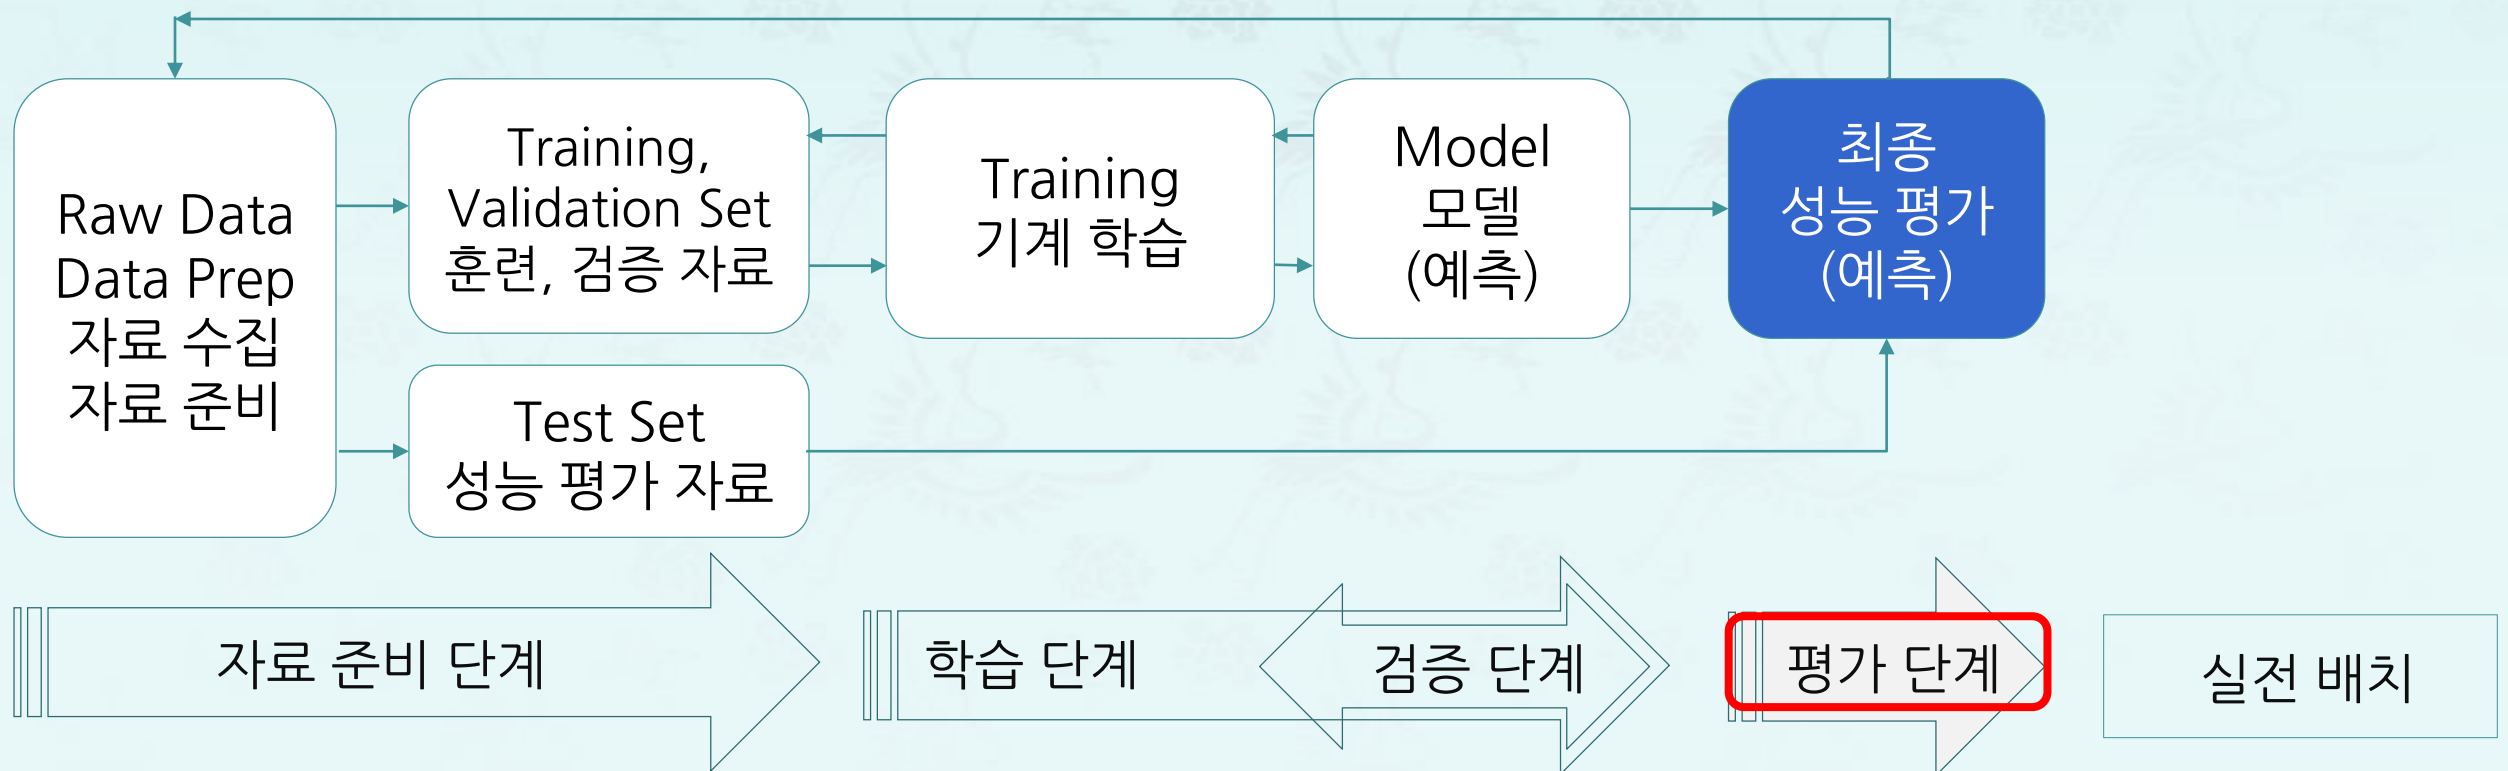 Raw Data
Data Prep
자료 수집
자료 준비
Training,
Validation Set
훈련, 검증 자료
Test Set
성능 평가 자료
Training
기계 학습
Model
모델
(예측)
최종
성능 평가
(예측)
자료 준비 단계
학습 단계
검증 단계
평가 단계
실전 배치